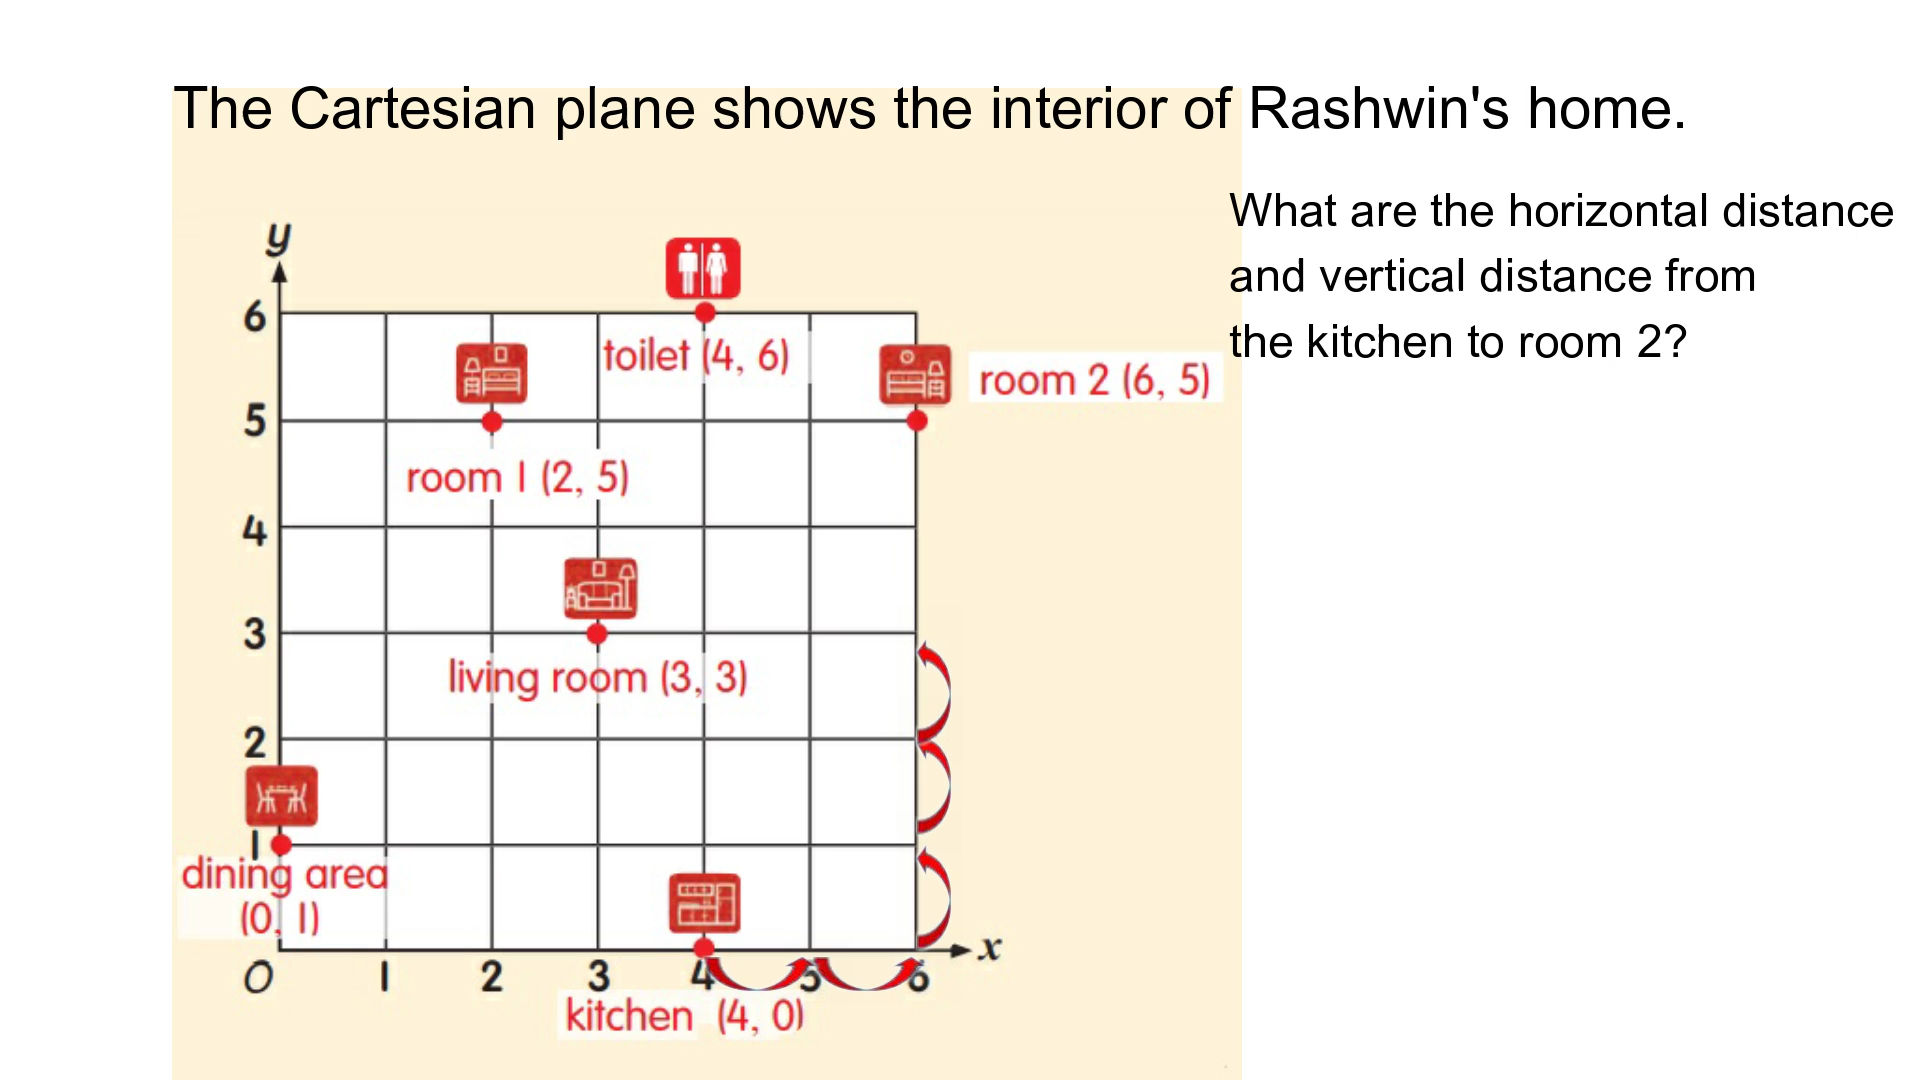 The Cartesian plane shows the interior of Rashwin's home.
What are the horizontal distance
and vertical distance from
the kitchen to room 2?
y
6
toilet (4, 6)
room 2 (6, 5)
5
room 1 (2, 5)
4
3
living room (3, 3)
2
1
dining area
(0, 1)
x
O 1 2 3 4 5 6
kitchen (4, 0)